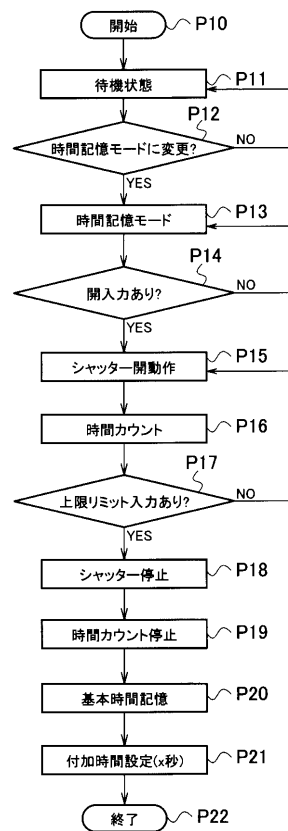 開始 P10
待機状態 P11
P12
時間記憶モードに変更? NO
YES
時間記憶モード P13
P14
開入力あり? NO
YES
シャッター開動作 P15
時間カウント P16
P17
上限リミット入力あり? NO
YES
シャッター停止 P18
時間カウント停止 P19
基本時間記憶 P20
付加時間設定(x秒) P21
終了 P22